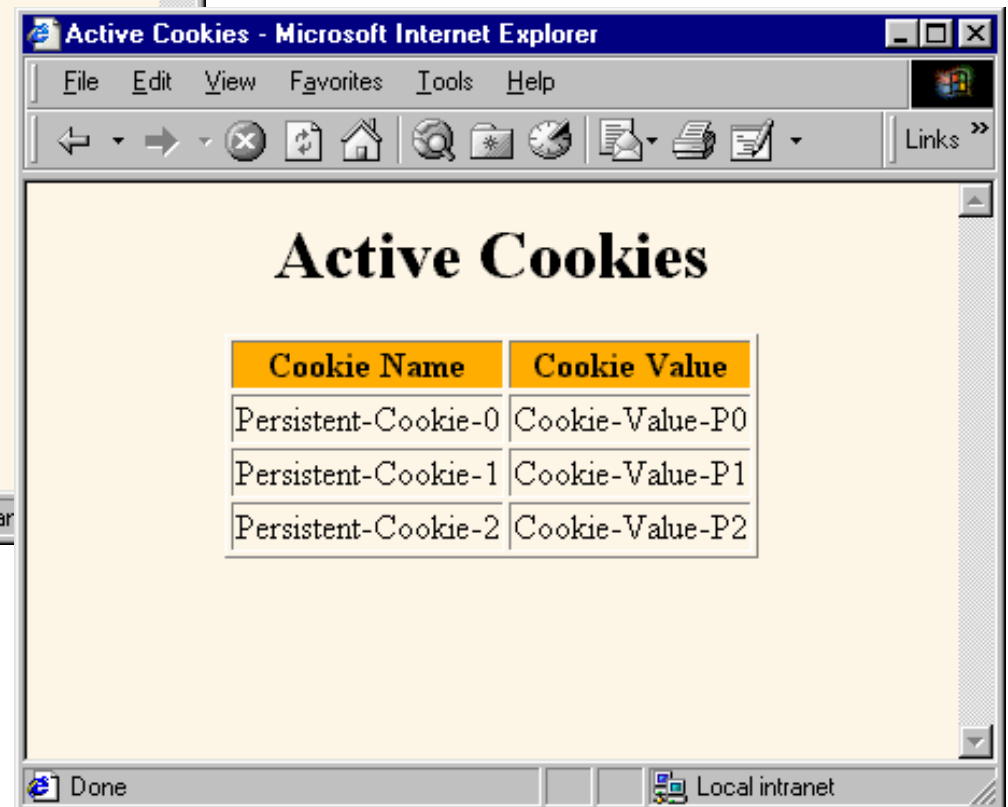 Active Cookies - Microsoft Internet Explorer
File Edit View Favorites Tools Help
Links »
Active Cookies
Cookie Name Cookie Value
Persistent-Cookie-0 Cookie-Value-P0
Persistent-Cookie-1 Cookie-Value-P1
Persistent-Cookie-2 Cookie-Value-P2
Done Local intranet